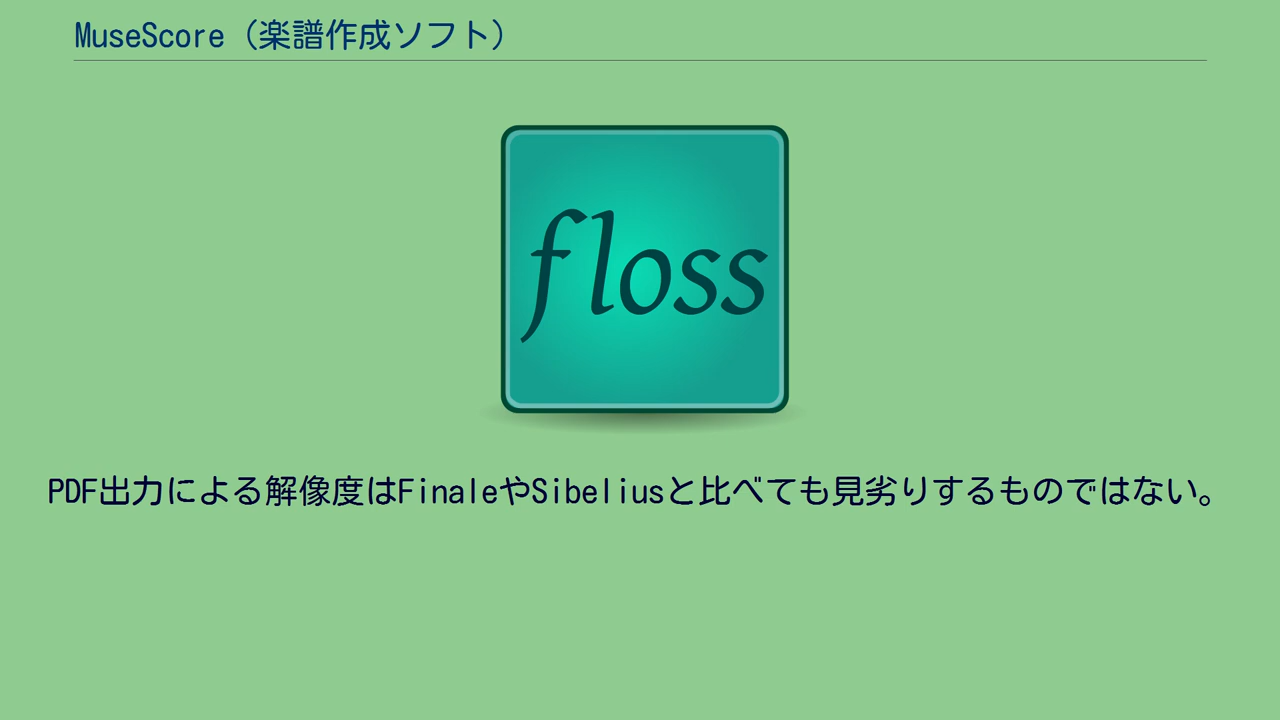 MuseScore（楽譜作成ソフト）
floss
PDF出力による解像度はFinaleやSibeliusと比べても見劣りするものではない。